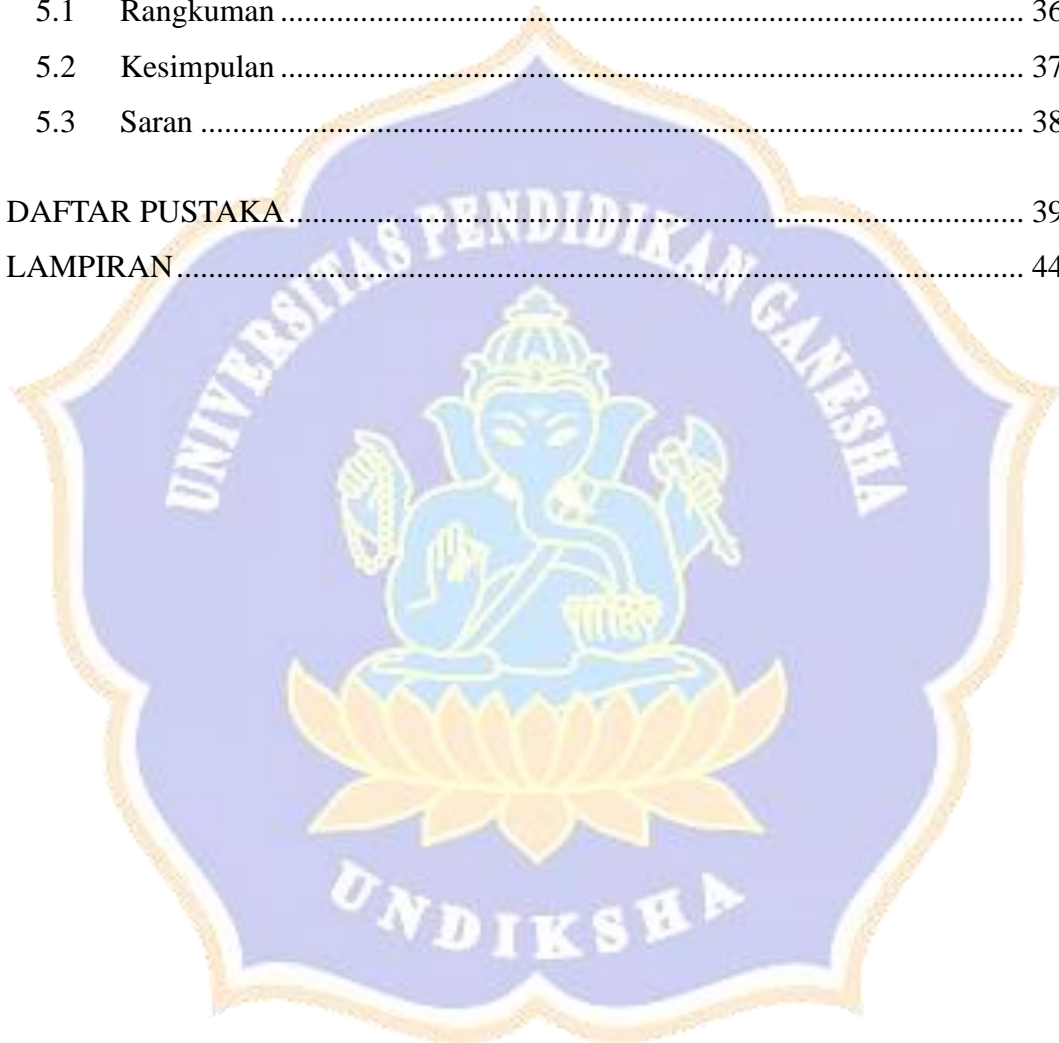 5.1 Rangkuman ........................................................................................ 36
5.2 Kesimpulan ........................................................................................ 37
5.3 Saran .................................................................................................. 38
DAFTAR PUSTAKA ........................................................................................ 39
LAMPIRAN ...................................................................................................... 44
UNIVERSITAS PENDIDIKAN GANESHA
UNDIKSHA